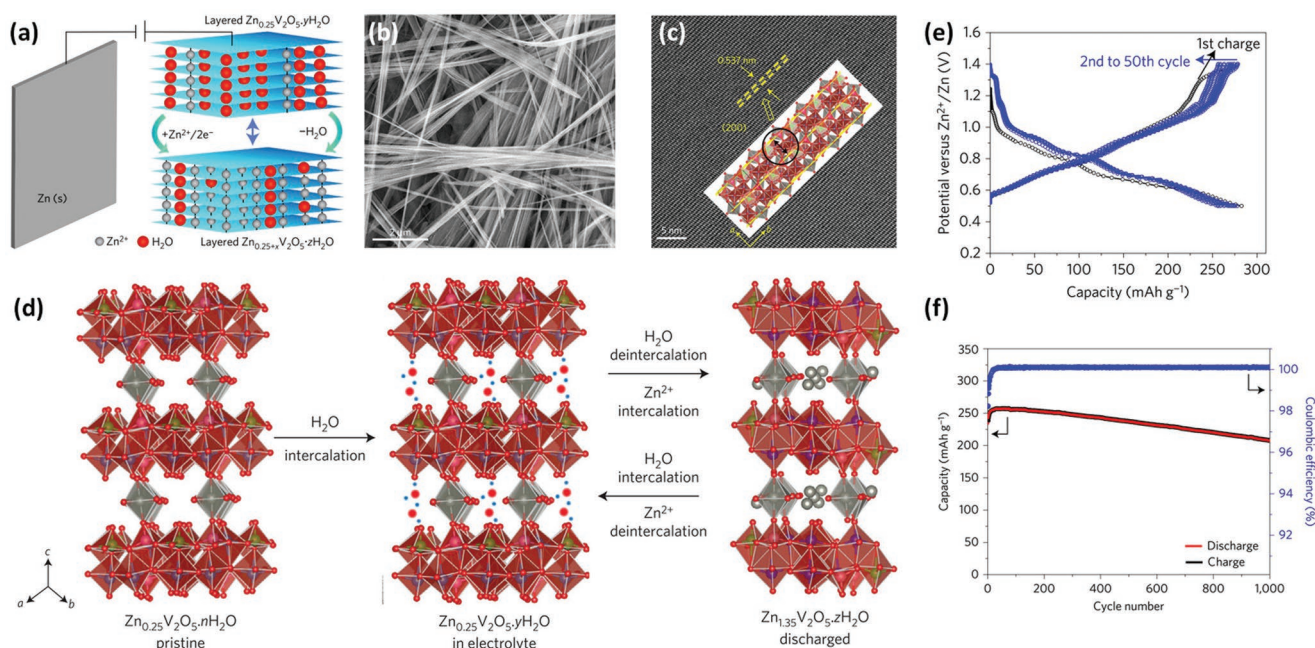 (a)
Layered Zn₀.₂₅V₂O₅.yH₂O
+Zn²⁺/2e⁻
−H₂O
Zn (s)
Zn²⁺
H₂O
Layered Zn₀.₂₅₊ₓV₂O₅·zH₂O
(b)
2 μm
(c)
0.537 nm
(200)
a
b
5 nm
(d)
H₂O
intercalation
H₂O
deintercalation
Zn²⁺
intercalation
H₂O
intercalation
Zn²⁺
deintercalation
c
a
b
Zn₀.₂₅V₂O₅.nH₂O
pristine
Zn₀.₂₅V₂O₅.yH₂O
in electrolyte
Zn₁.₃₅V₂O₅.zH₂O
discharged
(e)
Potential versus Zn²⁺/Zn (V)
1.6
1.4
1.2
1.0
0.8
0.6
0.4
0.2
1st charge
2nd to 50th cycle
0 50 100 150 200 250 300
Capacity (mAh g⁻¹)
(f)
Capacity (mAh g⁻¹)
350
300
250
200
150
100
50
0
100
98
96
94
92
Coulombic efficiency
(%)
Discharge
Charge
0 200 400 600 800 1,000
Cycle number